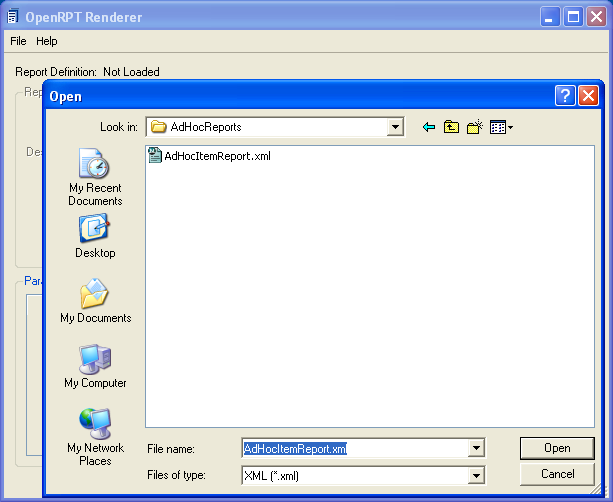 OpenRPT Renderer
File Help
Report Definition: Not Loaded
Rep
Open
Look in: AdHocReports
De
AdHocItemReport.xml
My Recent
Documents
Desktop
Para
My Documents
My Computer
My Network
Places
File name: AdHocItemReport.xml Open
Files of type: XML (*.xml) Cancel